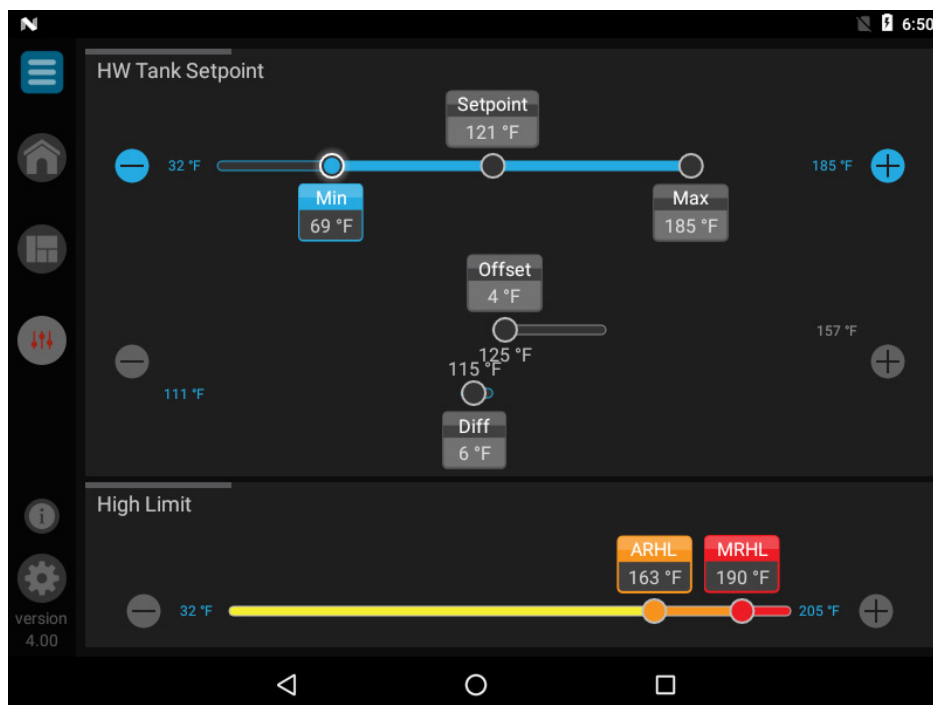 6:50
HW Tank Setpoint
Setpoint
121 °F
32 °F
185 °F
Min
69 °F
Max
185 °F
Offset
4 °F
157 °F
125 °F
115 °F
111 °F
Diff
6 °F
High Limit
ARHL
163 °F
MRHL
190 °F
32 °F
205 °F
version
4.00